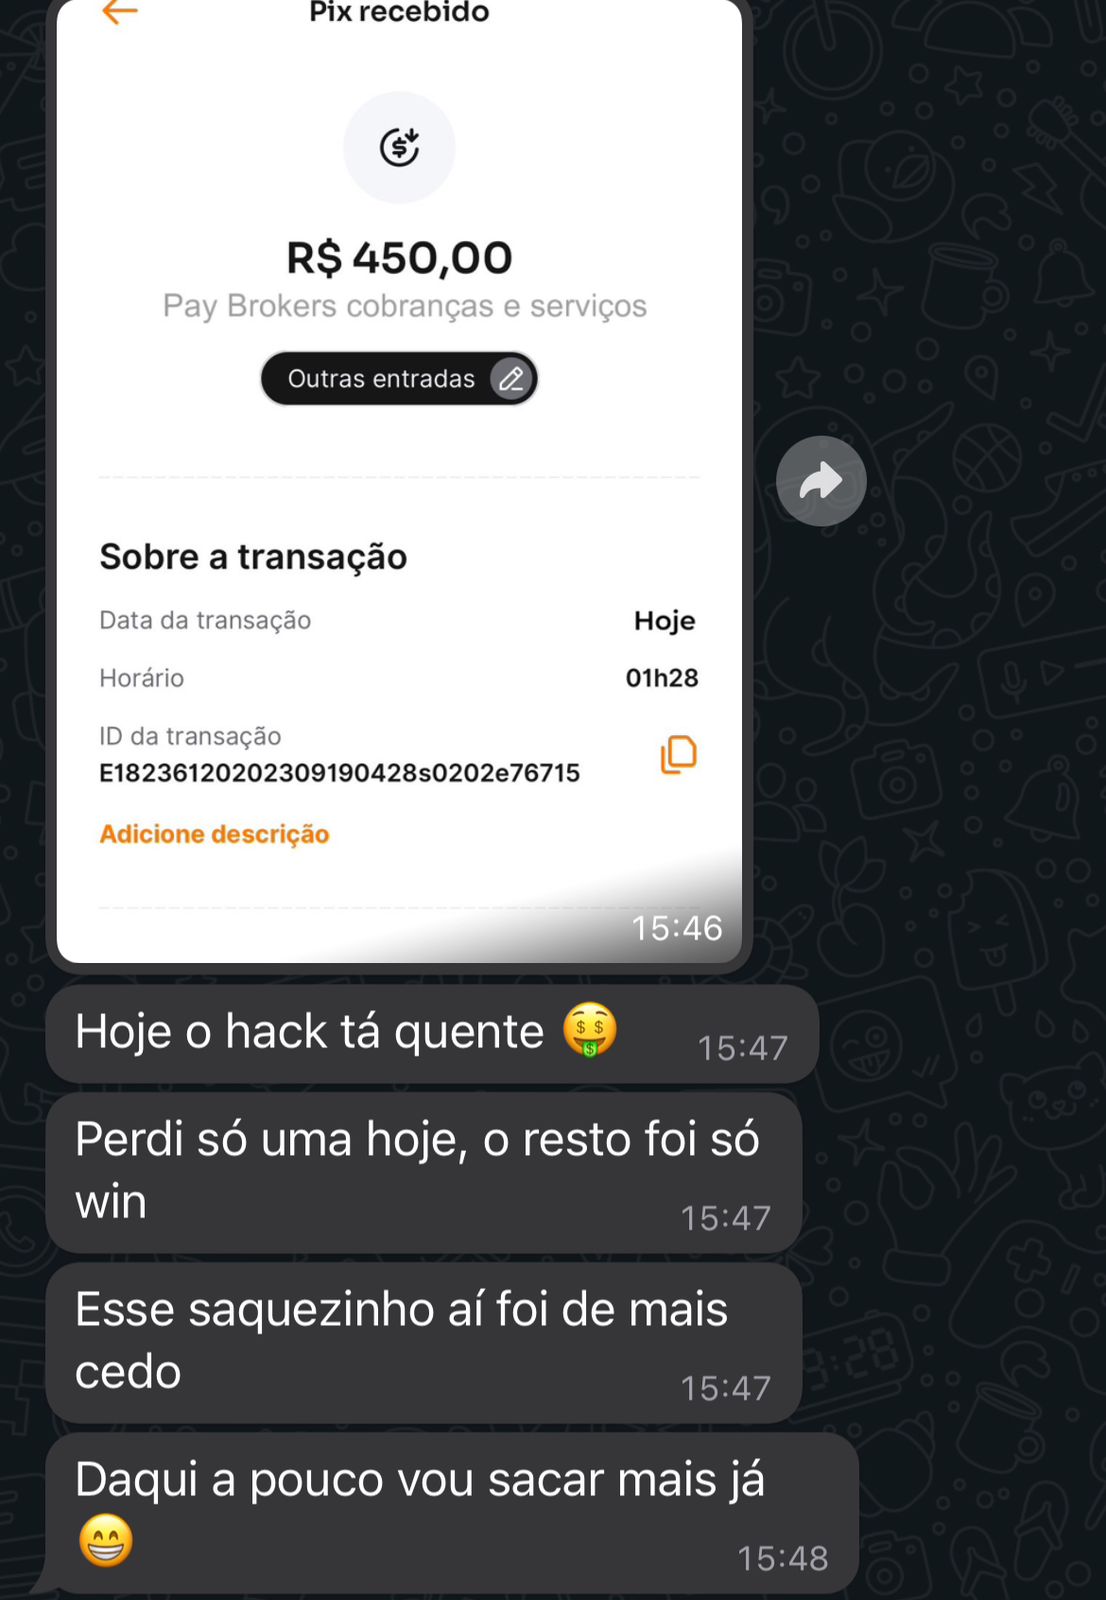 Pix recebido
R$ 450,00
Pay Brokers cobranças e serviços
Outras entradas
Sobre a transação
Data da transação Hoje
Horário 01h28
ID da transação
E18236120202309190428s0202e76715
Adicione descrição
15:46
Hoje o hack tá quente 🤑 15:47
Perdi só uma hoje, o resto foi só
win 15:47
Esse saquezinho aí foi de mais
cedo 15:47
Daqui a pouco vou sacar mais já
😁 15:48